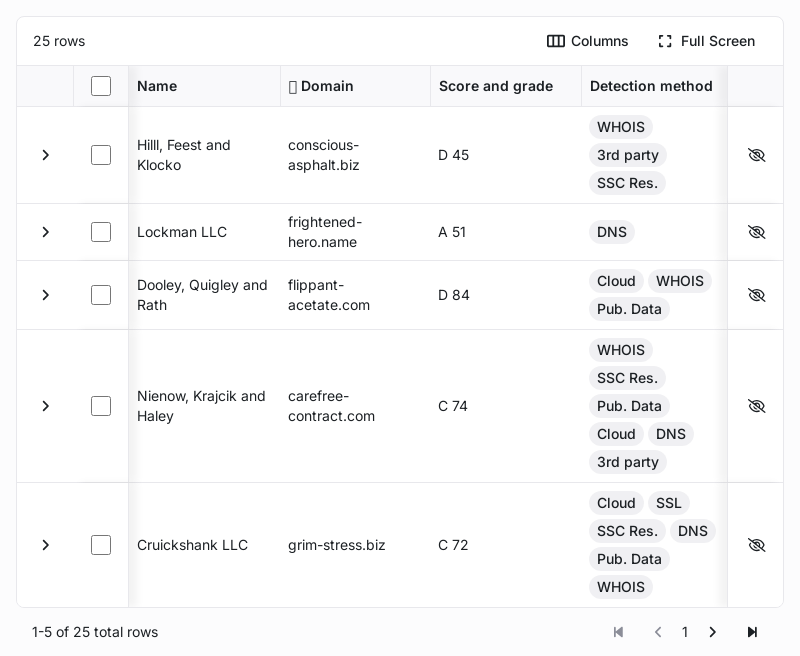 25 rows
Columns
Full Screen
Name
Domain
Score and grade
Detection method
Hilll, Feest and
Klocko
conscious-
asphalt.biz
D 45
WHOIS
3rd party
SSC Res.
Lockman LLC
frightened-
hero.name
A 51
DNS
Dooley, Quigley and
Rath
flippant-
acetate.com
D 84
Cloud WHOIS
Pub. Data
Nienow, Krajcik and
Haley
carefree-
contract.com
C 74
WHOIS
SSC Res.
Pub. Data
Cloud DNS
3rd party
Cruickshank LLC
grim-stress.biz
C 72
Cloud SSL
SSC Res. DNS
Pub. Data
WHOIS
1-5 of 25 total rows
1